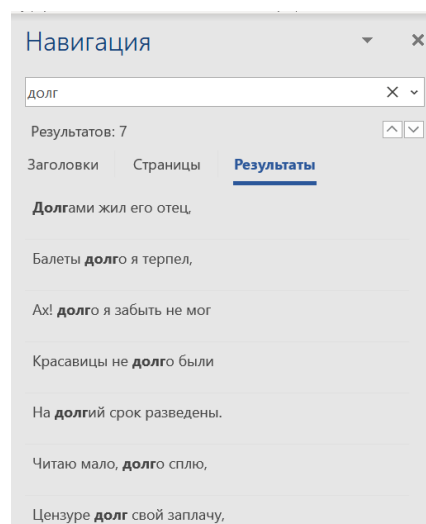 Навигация
долг
Результатов: 7
Заголовки Страницы Результаты
Долгами жил его отец,
Балеты долго я терпел,
Ах! долго я забыть не мог
Красавицы не долго были
На долгий срок разведены.
Читаю мало, долго сплю,
Цензуре долг свой заплачу,